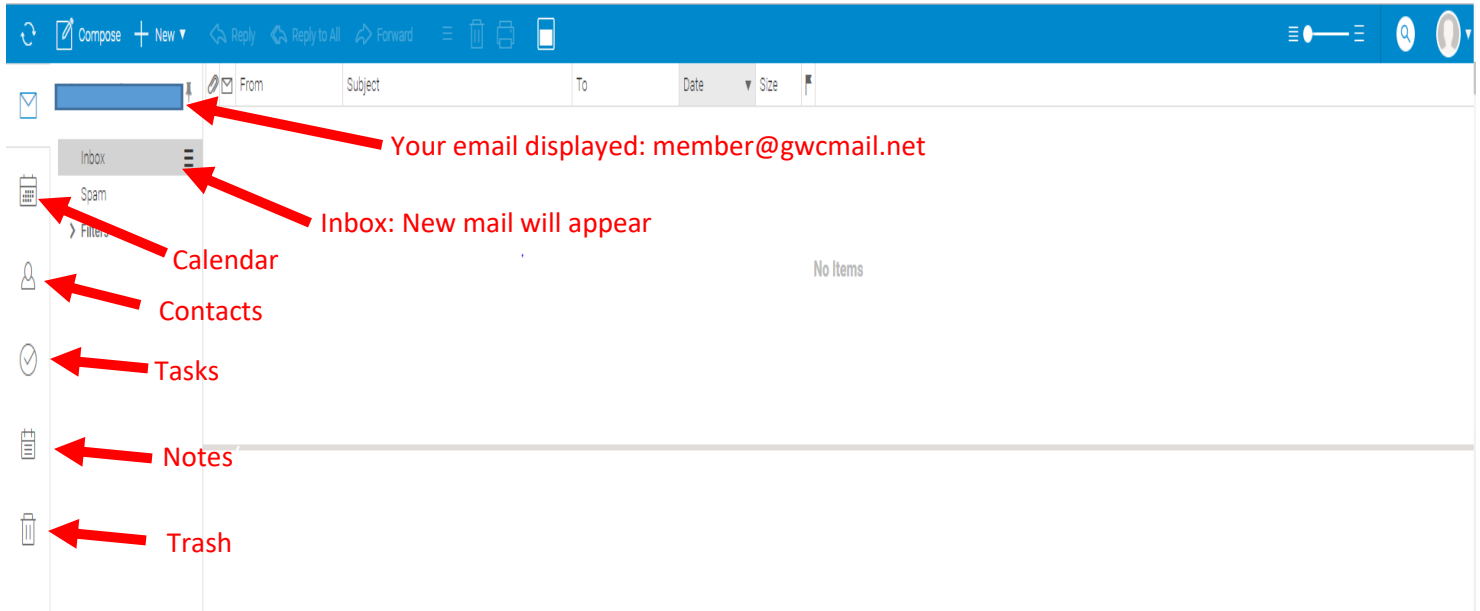 Compose New Reply Reply to All Forward
From Subject To Date Size
Your email displayed: member@gwcmail.net
Inbox
Spam
Inbox: New mail will appear
Filters
Calendar
No Items
Contacts
Tasks
Notes
Trash